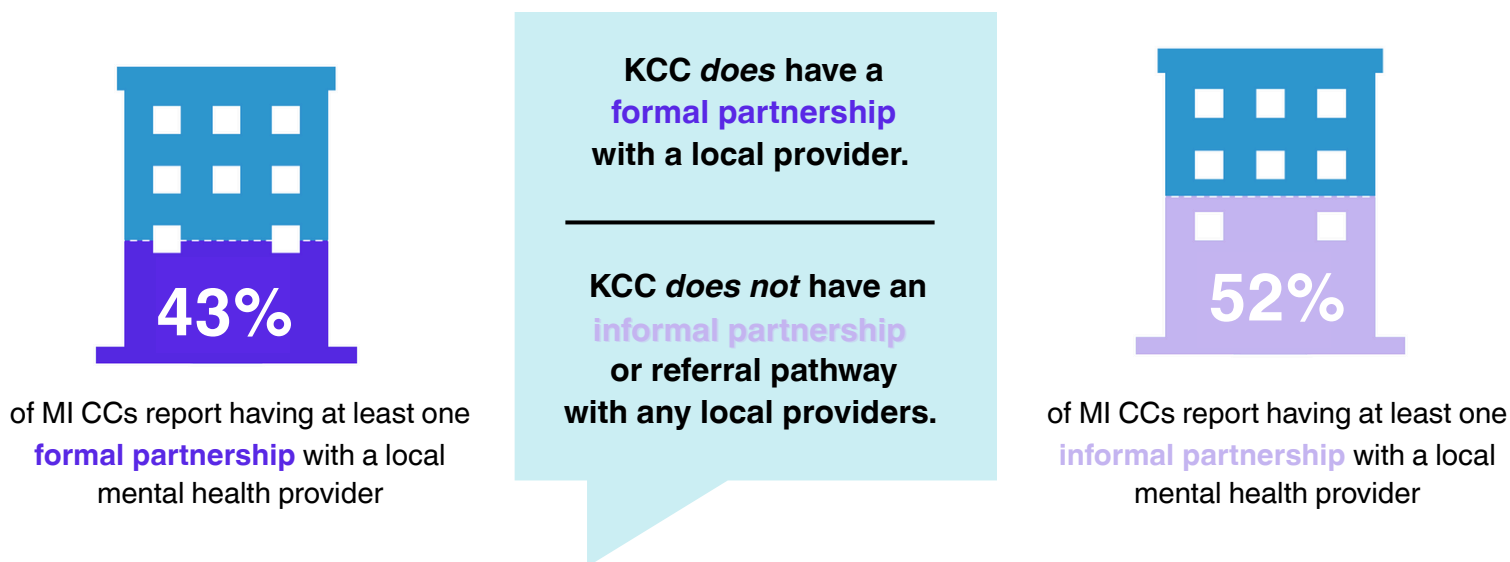 43%
of MI CCs report having at least one
formal partnership with a local
mental health provider
KCC does have a
formal partnership
with a local provider.
KCC does not have an
informal partnership
or referral pathway
with any local providers.
52%
of MI CCs report having at least one
informal partnership with a local
mental health provider